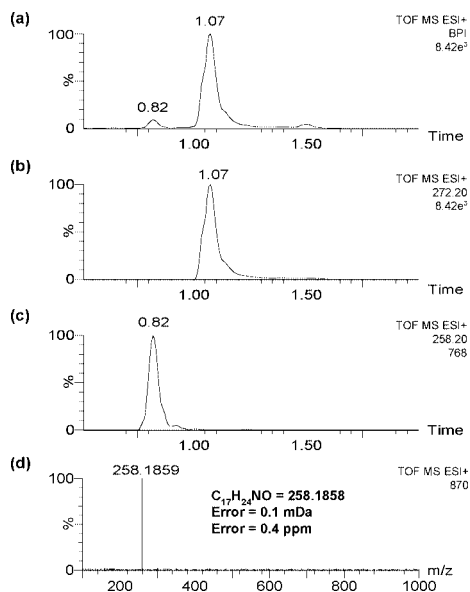 (a)
TOF MS ESI+
BPI
8.42e³
100
%
0
0.82
1.07
1.00
1.50
Time
(b)
TOF MS ESI+
272.20
8.42e³
100
%
0
1.07
1.00
1.50
Time
(c)
TOF MS ESI+
258.20
768
100
%
0
0.82
1.00
1.50
Time
(d)
TOF MS ESI+
870
100
%
0
258.1859
C₁₇H₂₄NO = 258.1858
Error = 0.1 mDa
Error = 0.4 ppm
200
400
600
800
1000
m/z